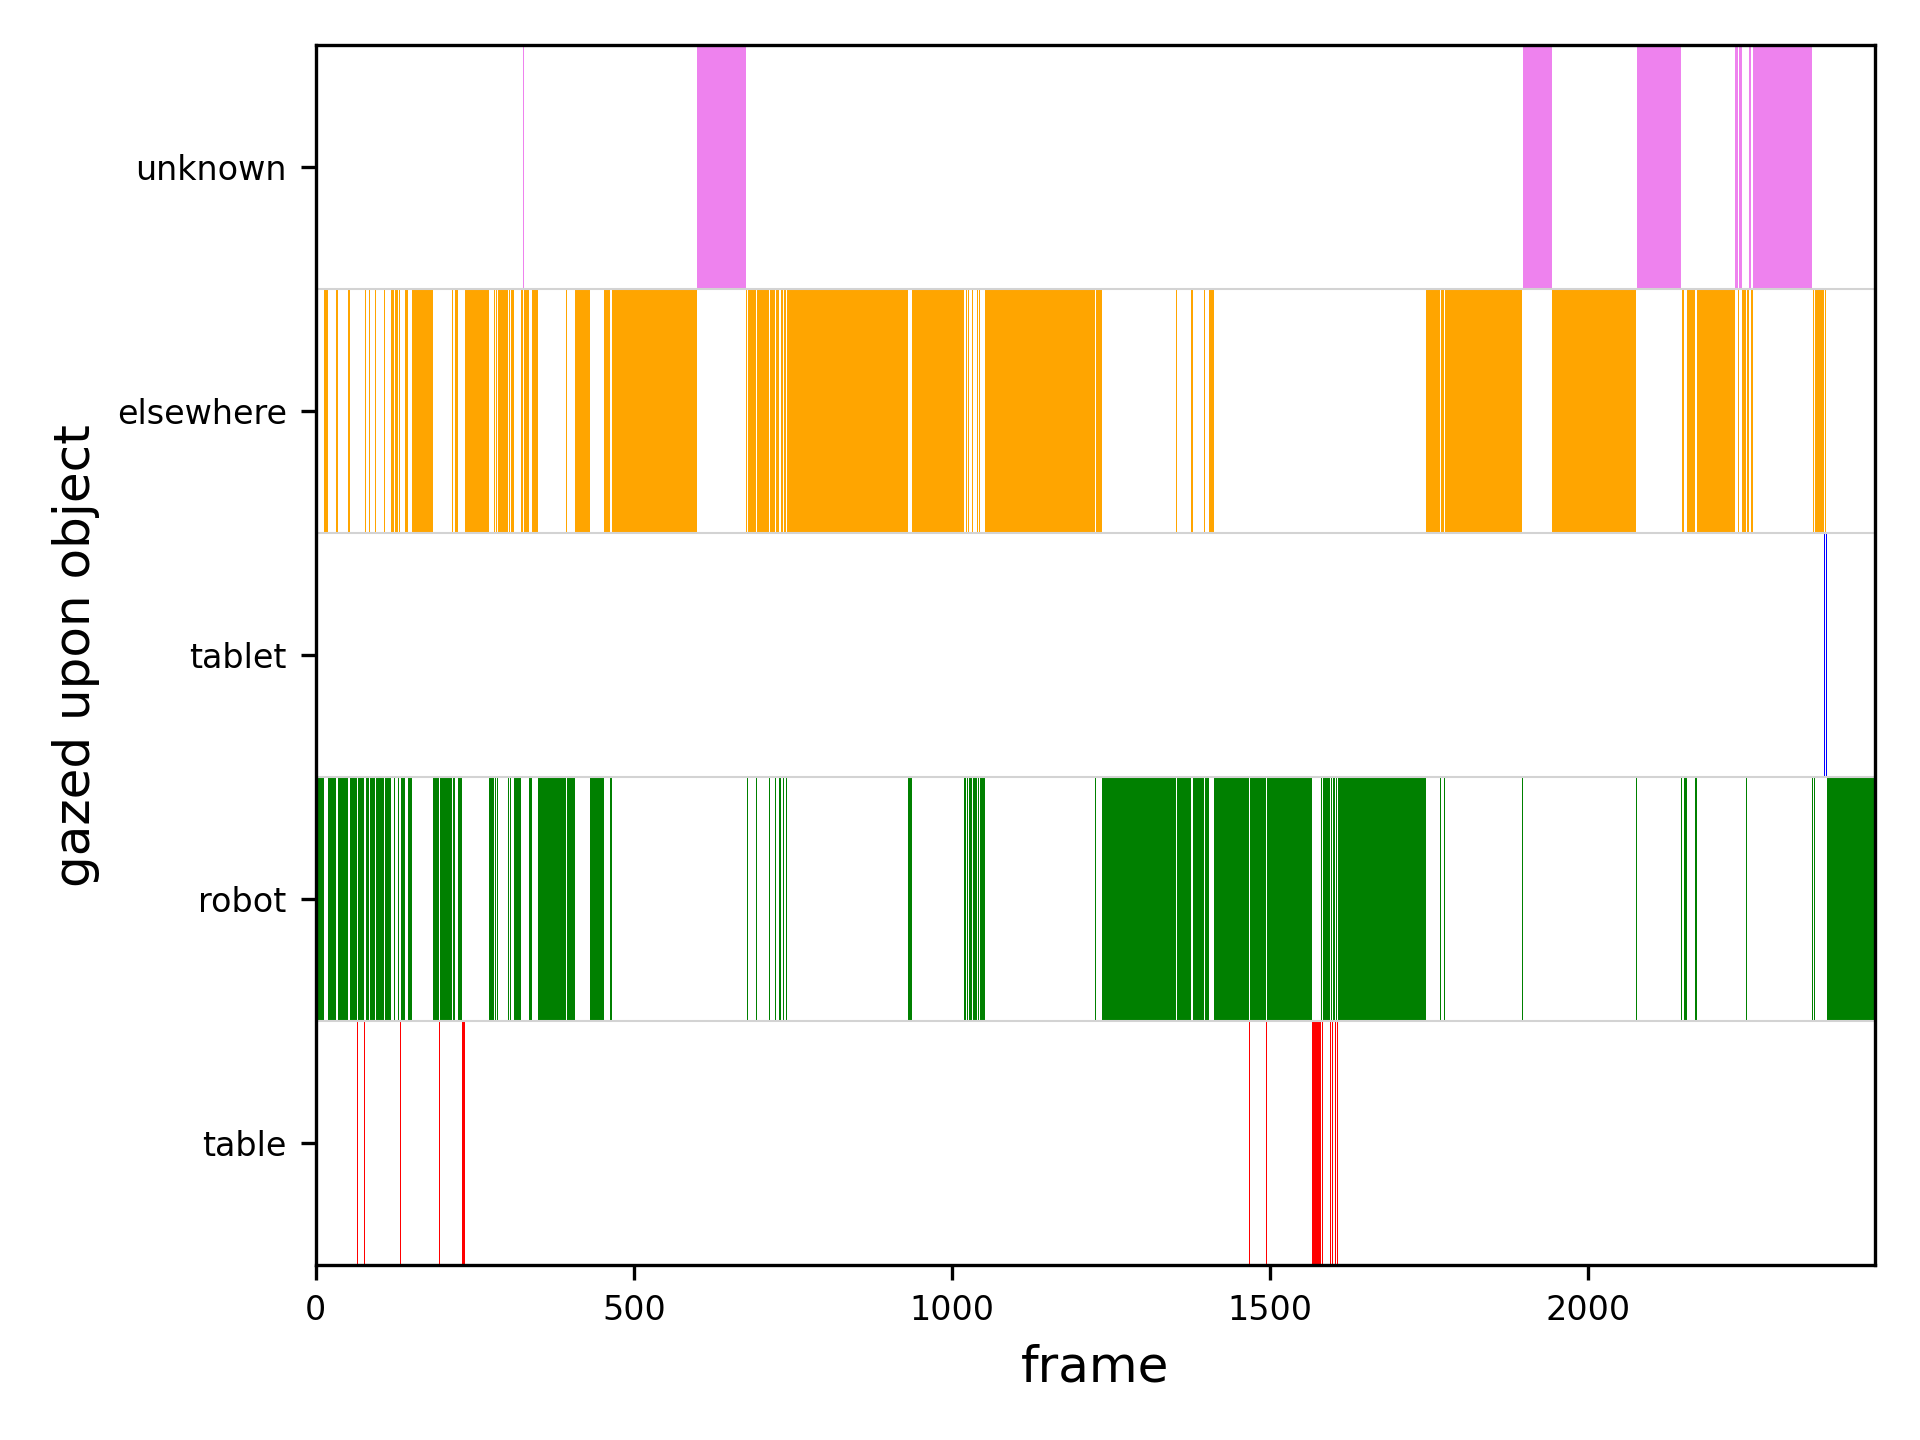 unknown
elsewhere
tablet
robot
table
gazed upon object
0 500 1000 1500 2000
frame